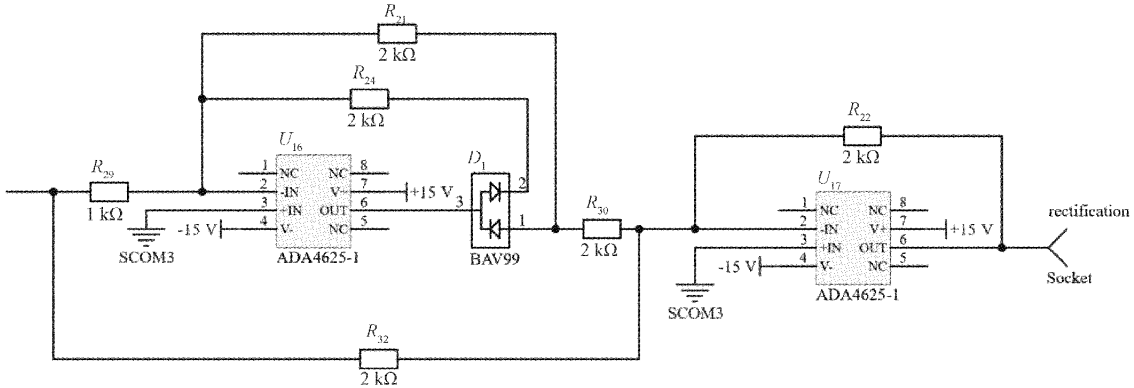 R21
2 kΩ
R24
2 kΩ
R29
1 kΩ
U16
1 NC NC 8
2 -IN V+ 7 +15 V
3 +IN OUT 6
-15 V 4 V- NC 5
ADA4625-1
SCOM3
D1
3 2
1
BAV99
R30
2 kΩ
R22
2 kΩ
U17
1 NC NC 8
2 -IN V+ 7 +15 V
3 +IN OUT 6
-15 V 4 V- NC 5
ADA4625-1
SCOM3
rectification
Socket
R32
2 kΩ